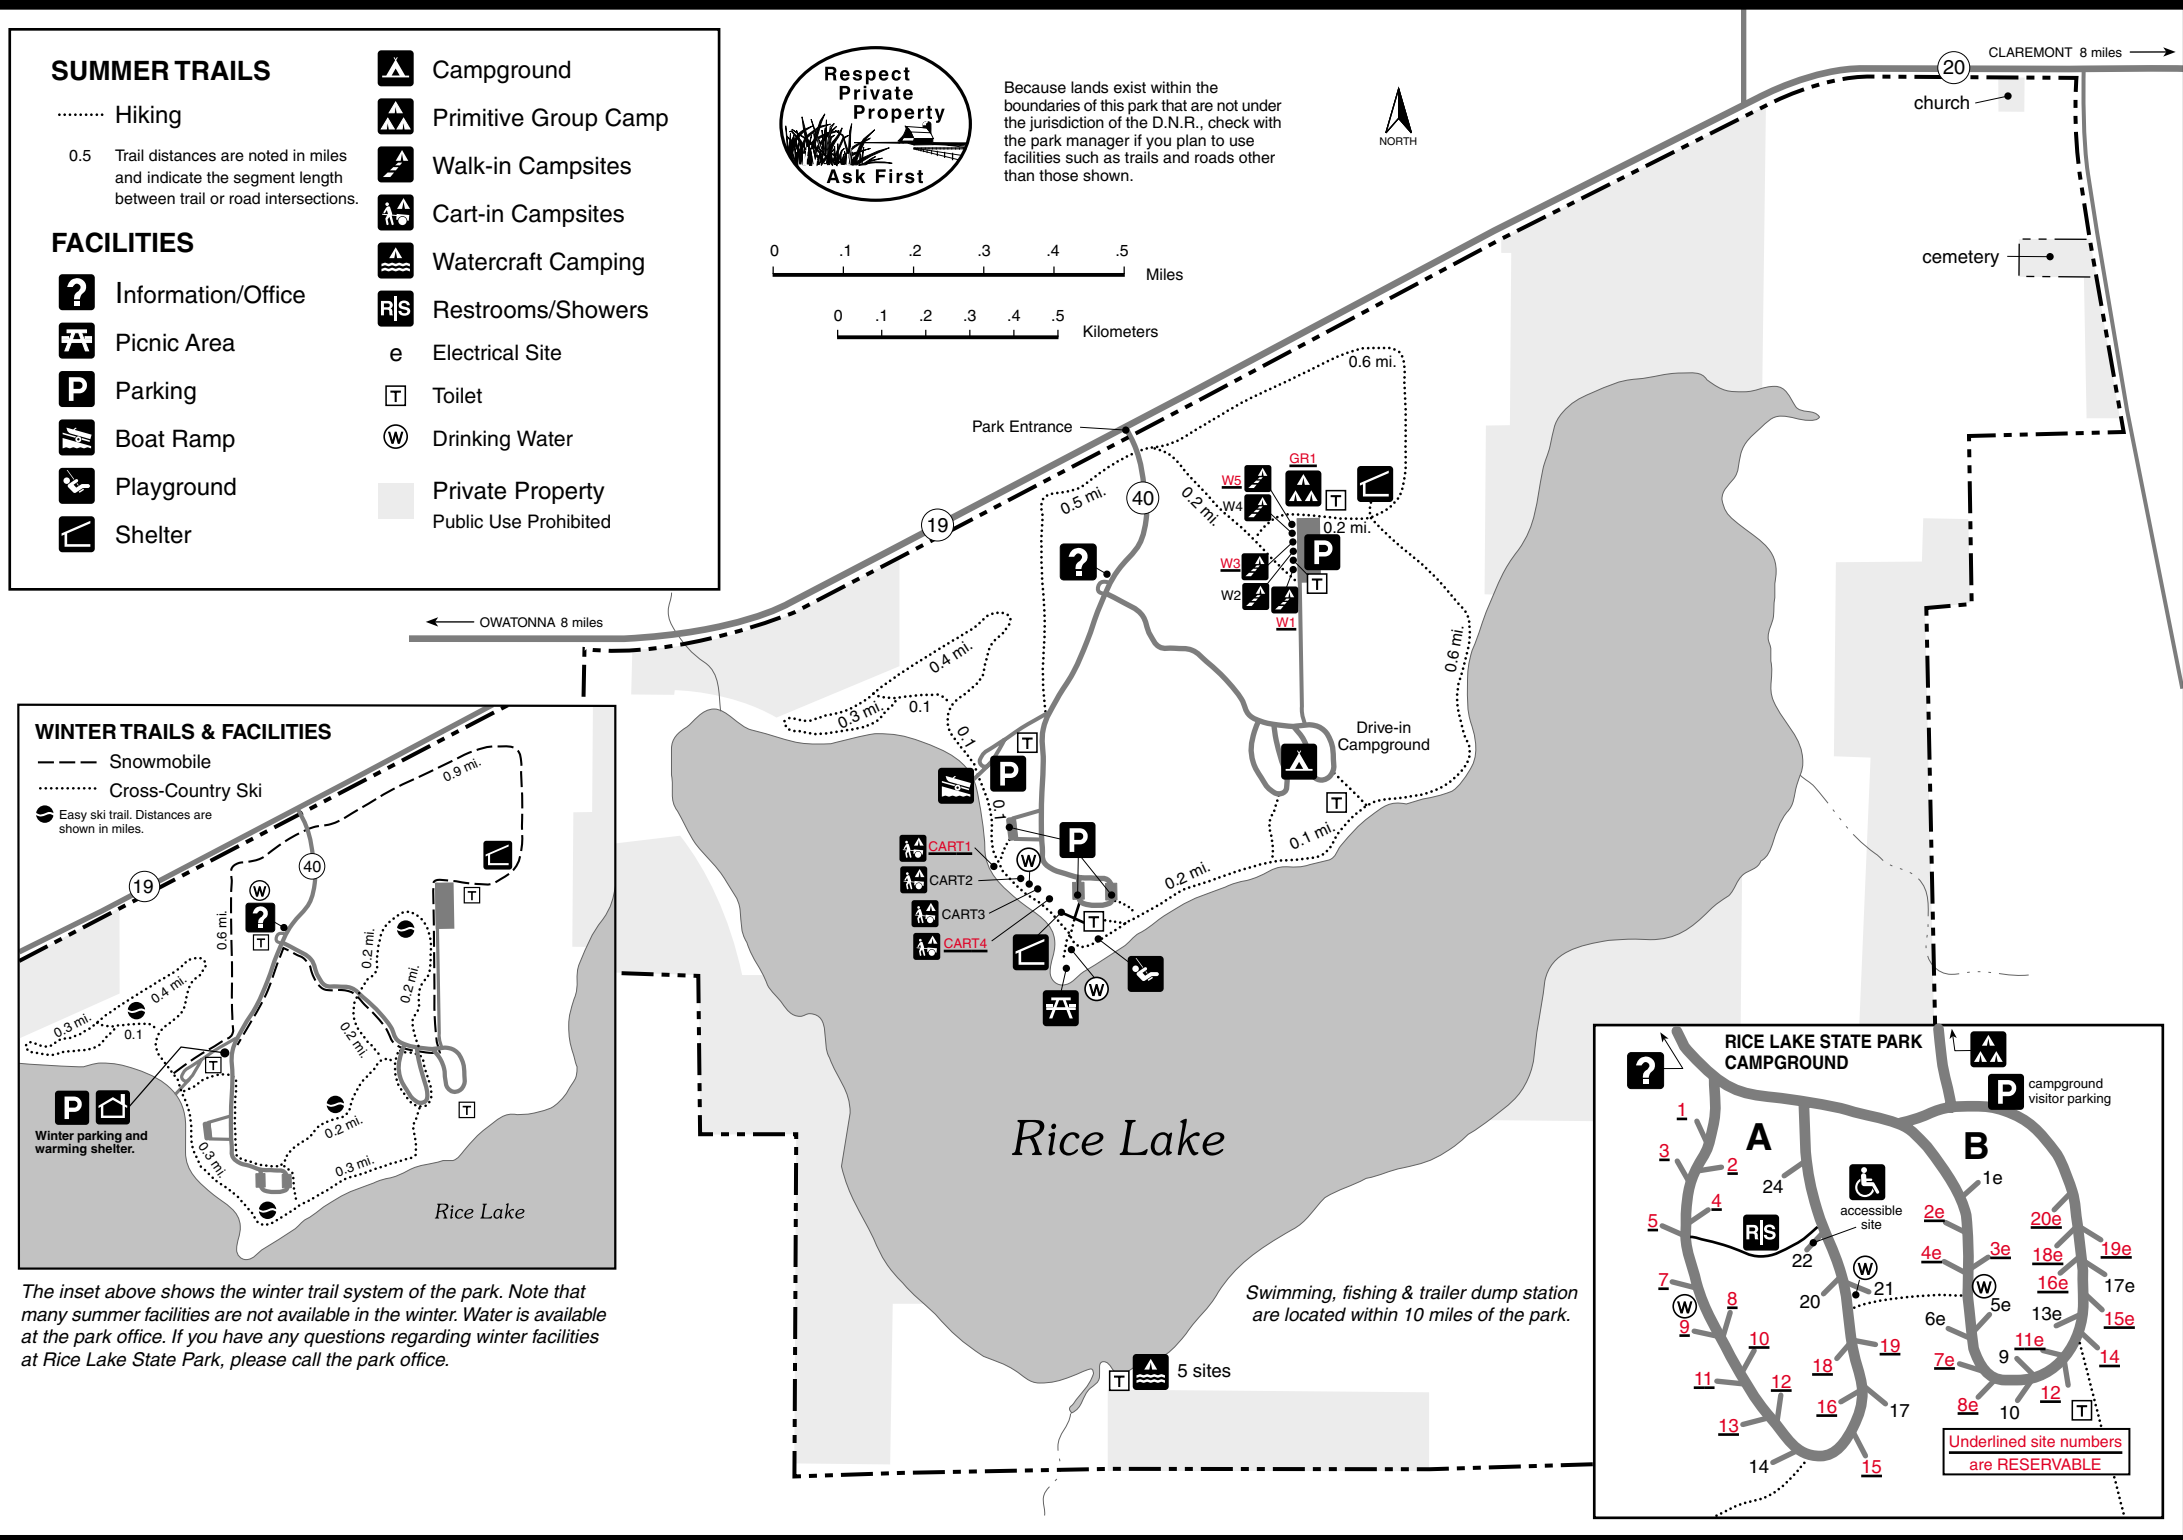 SUMMER TRAILS
Hiking
0.5
Trail distances are noted in miles
and indicate the segment length
between trail or road intersections.
FACILITIES
? Information/Office
Picnic Area
P Parking
Boat Ramp
Playground
Shelter
Campground
Primitive Group Camp
Walk-in Campsites
Cart-in Campsites
Watercraft Camping
R|S Restrooms/Showers
e Electrical Site
T Toilet
W Drinking Water
Private Property
Public Use Prohibited
Respect
Private
Property
Ask First
Because lands exist within the
boundaries of this park that are not under
the jurisdiction of the D.N.R., check with
the park manager if you plan to use
facilities such as trails and roads other
than those shown.
NORTH
0 .1 .2 .3 .4 .5
Miles
0 .1 .2 .3 .4 .5
Kilometers
20
CLAREMONT 8 miles
church
cemetery
Park Entrance
0.6 mi.
19
40
0.5 mi.
0.2 mi.
GR1
W5
W4
T
0.2 mi.
P
W3
W2
T
W1
?
OWATONNA 8 miles
0.4 mi.
0.3 mi.
0.1
0.1
0.6 mi.
T
P
Drive-in
Campground
T
0.1
P
0.1 mi.
0.2 mi.
W
CART1
CART2
CART3
CART4
T
W
Rice Lake
Swimming, fishing & trailer dump station
are located within 10 miles of the park.
T
5 sites
WINTER TRAILS & FACILITIES
Snowmobile
Cross-Country Ski
Easy ski trail. Distances are
shown in miles.
0.9 mi.
19
40
W
?
T
T
0.6 mi.
0.2 mi.
0.2 mi.
0.4 mi.
0.3 mi.
0.1
0.2 mi.
T
T
P
Winter parking and
warming shelter.
0.2 mi.
0.3 mi.
0.3 mi.
Rice Lake
The inset above shows the winter trail system of the park. Note that
many summer facilities are not available in the winter. Water is available
at the park office. If you have any questions regarding winter facilities
at Rice Lake State Park, please call the park office.
RICE LAKE STATE PARK
CAMPGROUND
?
P
campground
visitor parking
A
B
1
3
2
24
4
5
R|S
accessible
site
22
7
W
8
9
20
W
21
10
19
18
11
12
16
17
13
14
15
1e
2e
20e
4e
3e
18e
19e
16e
17e
W
5e
6e
13e
15e
11e
7e
9
14
8e
10
12
T
Underlined site numbers
are RESERVABLE